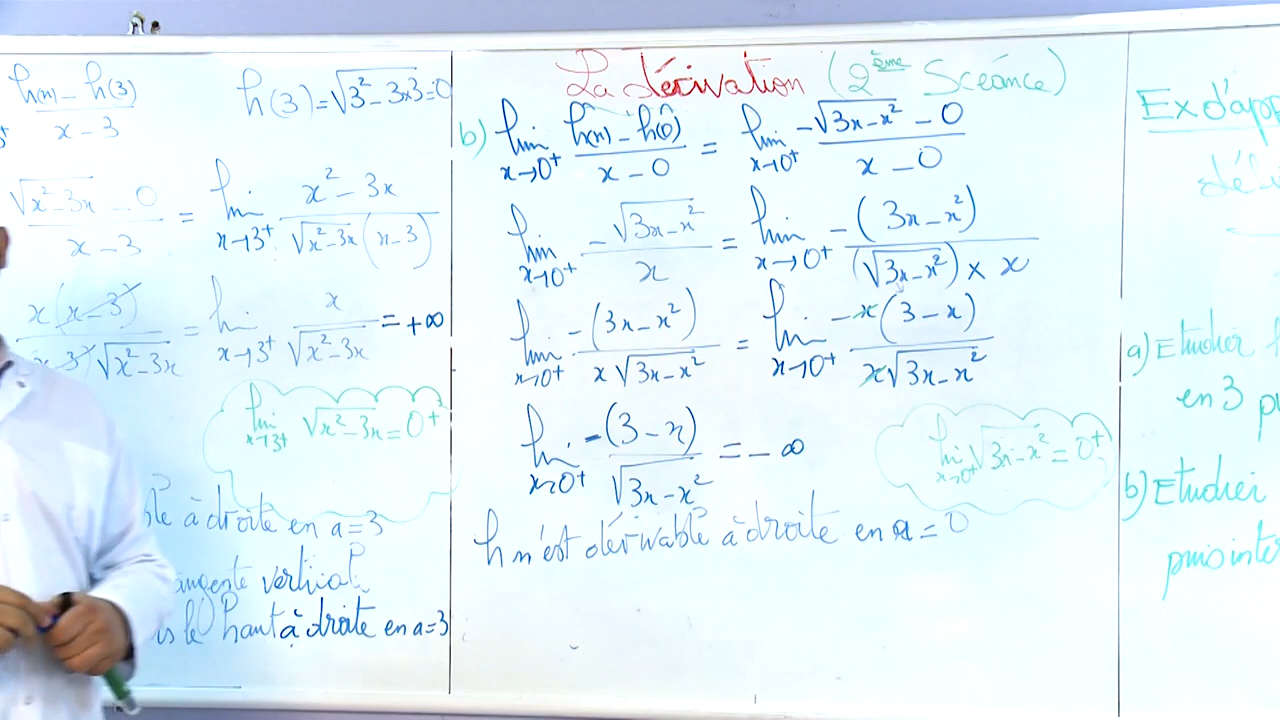 La dérivation (2ème Scéance)
h(x) - h(3) / x - 3
h(3) = √3² - 3×3 = 0
√x² - 3x - 0 / x - 3 = lim x→3⁺ x² - 3x / √x² - 3x (x - 3)
x(x - 3) / (x - 3)√x² - 3x = lim x→3⁺ x / √x² - 3x = +∞
lim x→3⁺ √x² - 3x = 0⁺
à droite en a = 3
tangente vertical
le haut à droite en a = 3
b) lim x→0⁺ h(x) - h(0) / x - 0 = lim x→0⁺ -√3x - x² - 0 / x - 0
lim x→0⁺ -√3x - x² / x = lim x→0⁺ -(3x - x²) / (√3x - x²) × x
lim x→0⁺ -(3x - x²) / x√3x - x² = lim x→0⁺ -x(3 - x) / x√3x - x²
lim x→0⁺ -(3 - x) / √3x - x² = -∞
lim x→0⁺ √3x - x² = 0⁺
h n'est dérivable à droite en a = 0
Ex d'app
a) Etudier
en 3
b) Etudier
puis inter